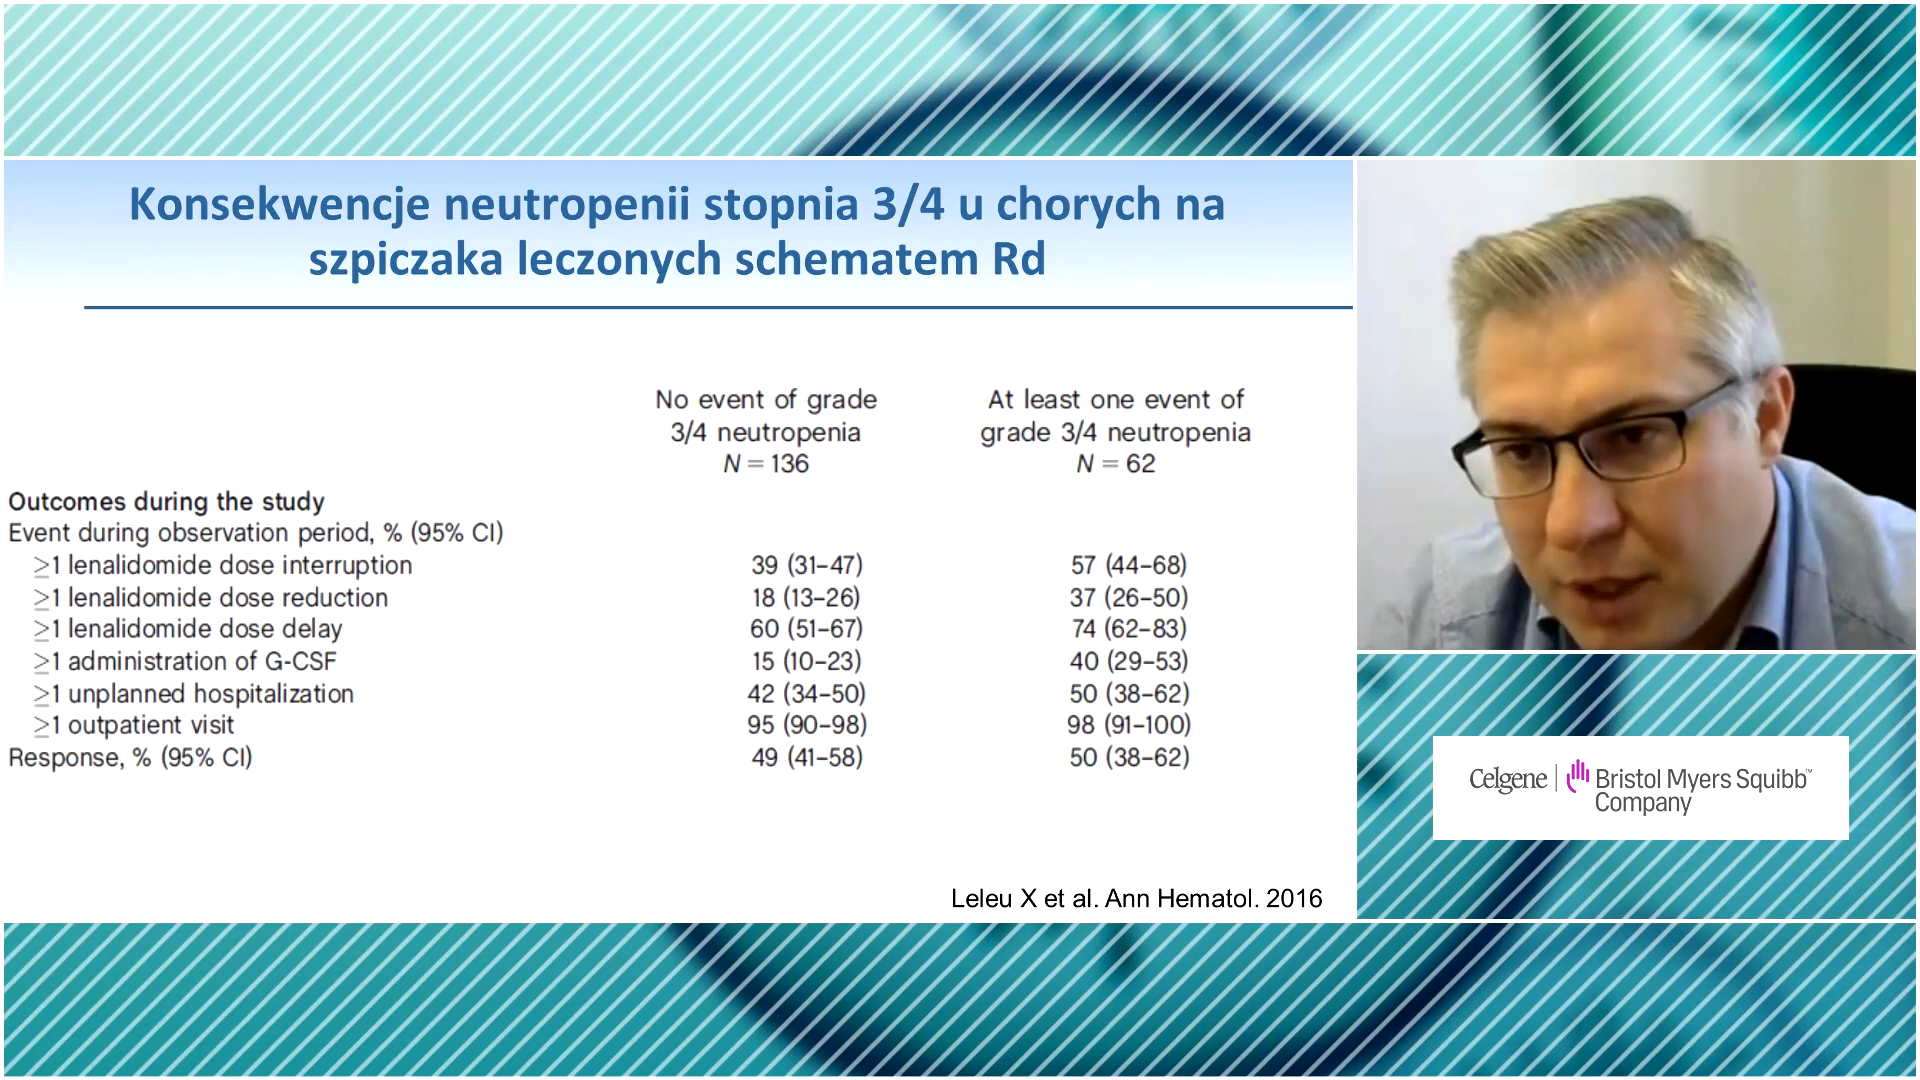 Konsekwencje neutropenii stopnia 3/4 u chorych na
szpiczaka leczonych schematem Rd
No event of grade
3/4 neutropenia
N = 136
At least one event of
grade 3/4 neutropenia
N = 62
Outcomes during the study
Event during observation period, % (95% CI)
≥1 lenalidomide dose interruption 39 (31–47) 57 (44–68)
≥1 lenalidomide dose reduction 18 (13–26) 37 (26–50)
≥1 lenalidomide dose delay 60 (51–67) 74 (62–83)
≥1 administration of G-CSF 15 (10–23) 40 (29–53)
≥1 unplanned hospitalization 42 (34–50) 50 (38–62)
≥1 outpatient visit 95 (90–98) 98 (91–100)
Response, % (95% CI) 49 (41–58) 50 (38–62)
Leleu X et al. Ann Hematol. 2016
Celgene | Bristol Myers Squibb™
Company